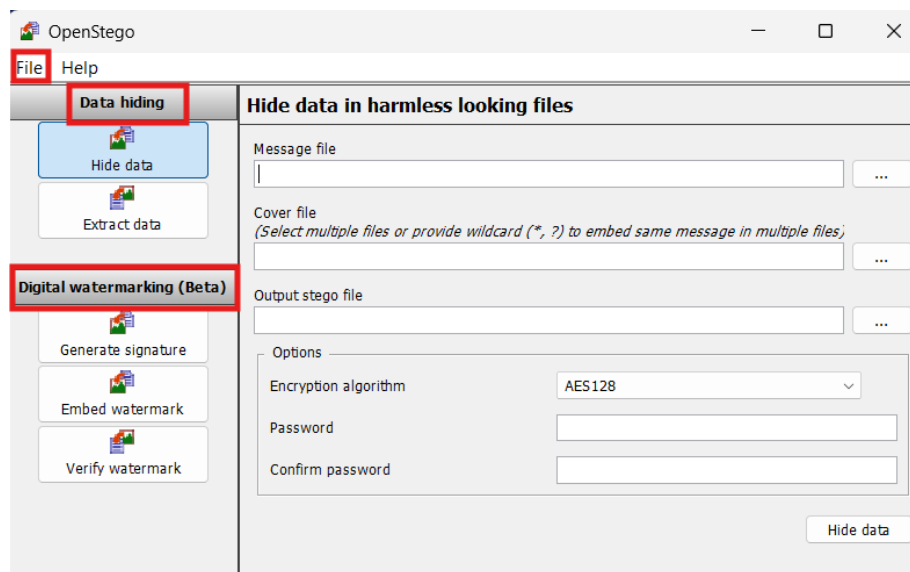 OpenStego
File Help
Data hiding
Hide data
Extract data
Digital watermarking (Beta)
Generate signature
Embed watermark
Verify watermark
Hide data in harmless looking files
Message file
...
Cover file
(Select multiple files or provide wildcard (*, ?) to embed same message in multiple files)
...
Output stego file
...
Options
Encryption algorithm AES128
Password
Confirm password
Hide data